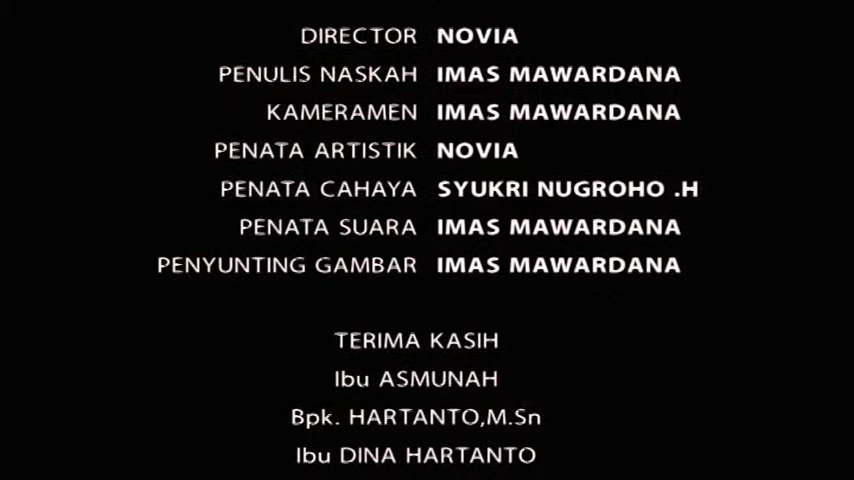 DIRECTOR NOVIA
PENULIS NASKAH IMAS MAWARDANA
KAMERAMEN IMAS MAWARDANA
PENATA ARTISTIK NOVIA
PENATA CAHAYA SYUKRI NUGROHO .H
PENATA SUARA IMAS MAWARDANA
PENYUNTING GAMBAR IMAS MAWARDANA
TERIMA KASIH
Ibu ASMUNAH
Bpk. HARTANTO,M.Sn
Ibu DINA HARTANTO